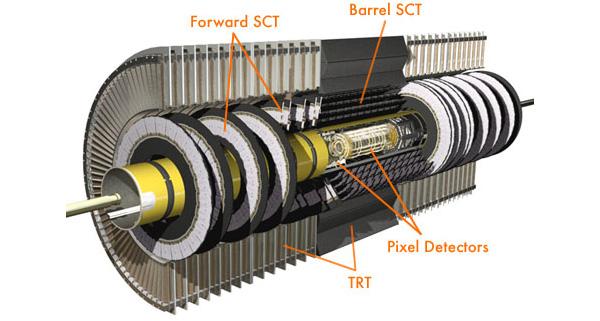 Forward SCT
Barrel SCT
Pixel Detectors
TRT